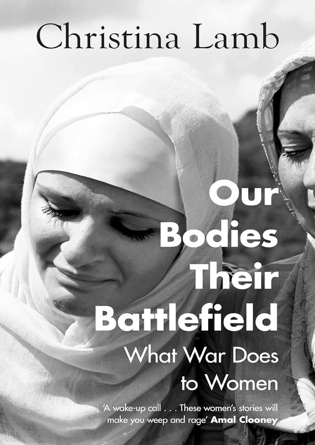 Christina Lamb
Our
Bodies
Their
Battlefield
What War Does
to Women
‘A wake-up call . . . These women’s stories will
make you weep and rage’ Amal Clooney